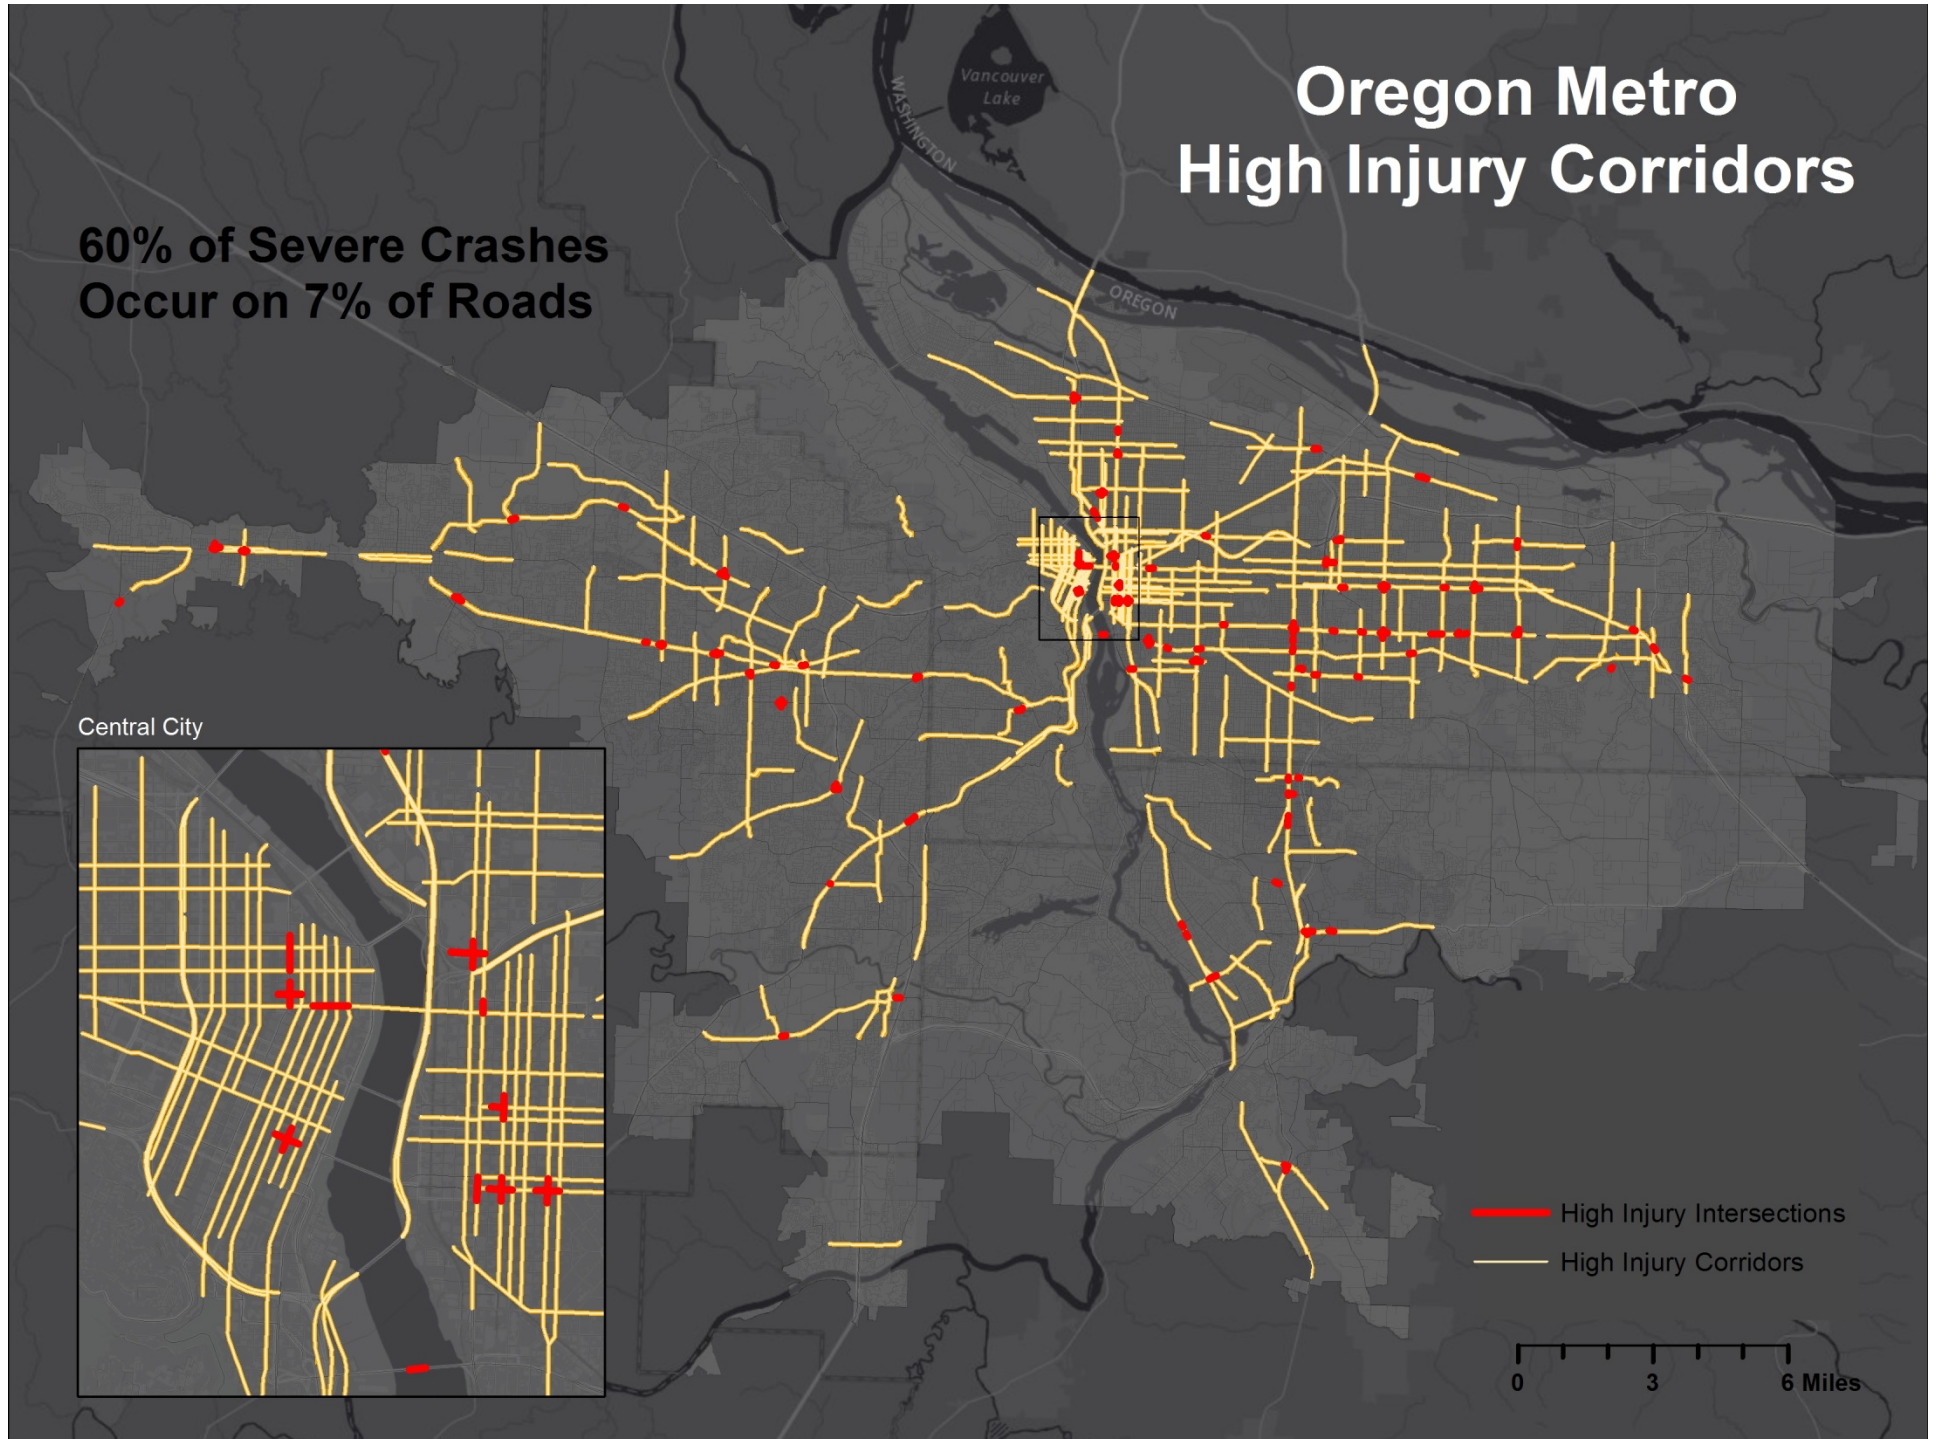 Oregon Metro
High Injury Corridors
60% of Severe Crashes
Occur on 7% of Roads
Vancouver
Lake
WASHINGTON
OREGON
Central City
High Injury Intersections
High Injury Corridors
0 3 6 Miles